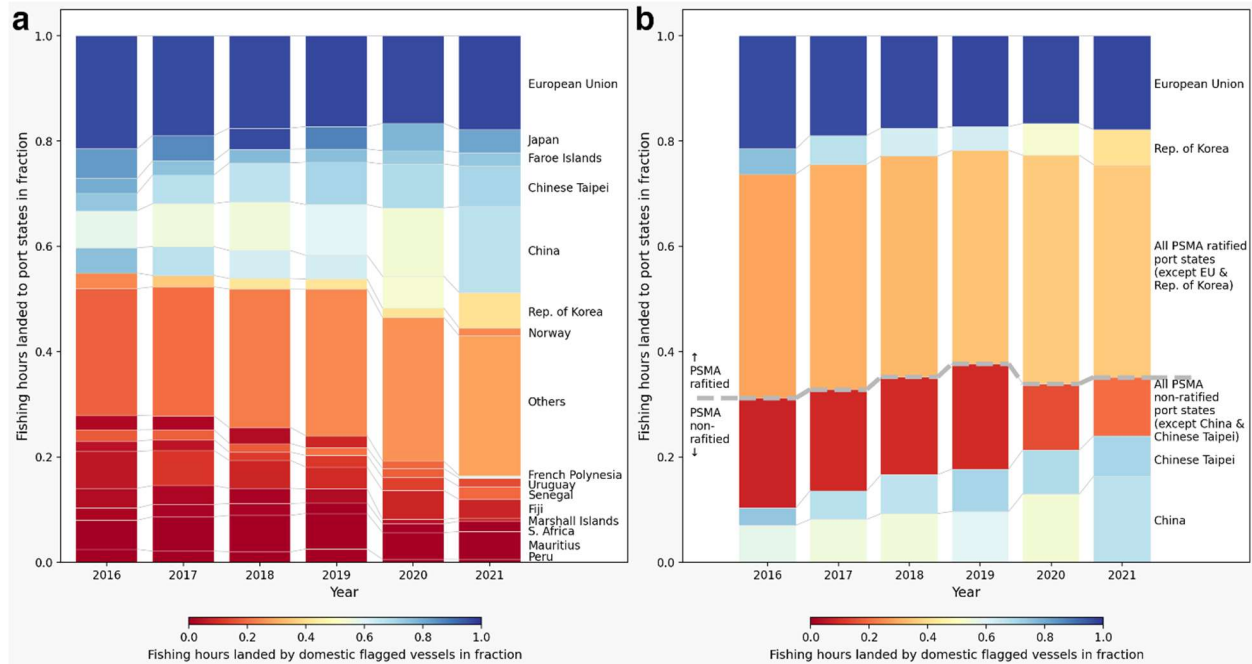 a
Fishing hours landed to port states in fraction
1.0
0.8
0.6
0.4
0.2
0.0
European Union
Japan
Faroe Islands
Chinese Taipei
China
Rep. of Korea
Norway
Others
French Polynesia
Uruguay
Senegal
Fiji
Marshall Islands
S. Africa
Mauritius
Peru
2016 2017 2018 2019 2020 2021
Year
0.0 0.2 0.4 0.6 0.8 1.0
Fishing hours landed by domestic flagged vessels in fraction
b
Fishing hours landed to port states in fraction
1.0
0.8
0.6
0.4
0.2
0.0
↑
PSMA
rafitied
PSMA
non-
rafitied
↓
European Union
Rep. of Korea
All PSMA ratified
port states
(except EU &
Rep. of Korea)
All PSMA
non-ratified
port states
(except China &
Chinese Taipei)
Chinese Taipei
China
2016 2017 2018 2019 2020 2021
Year
0.0 0.2 0.4 0.6 0.8 1.0
Fishing hours landed by domestic flagged vessels in fraction